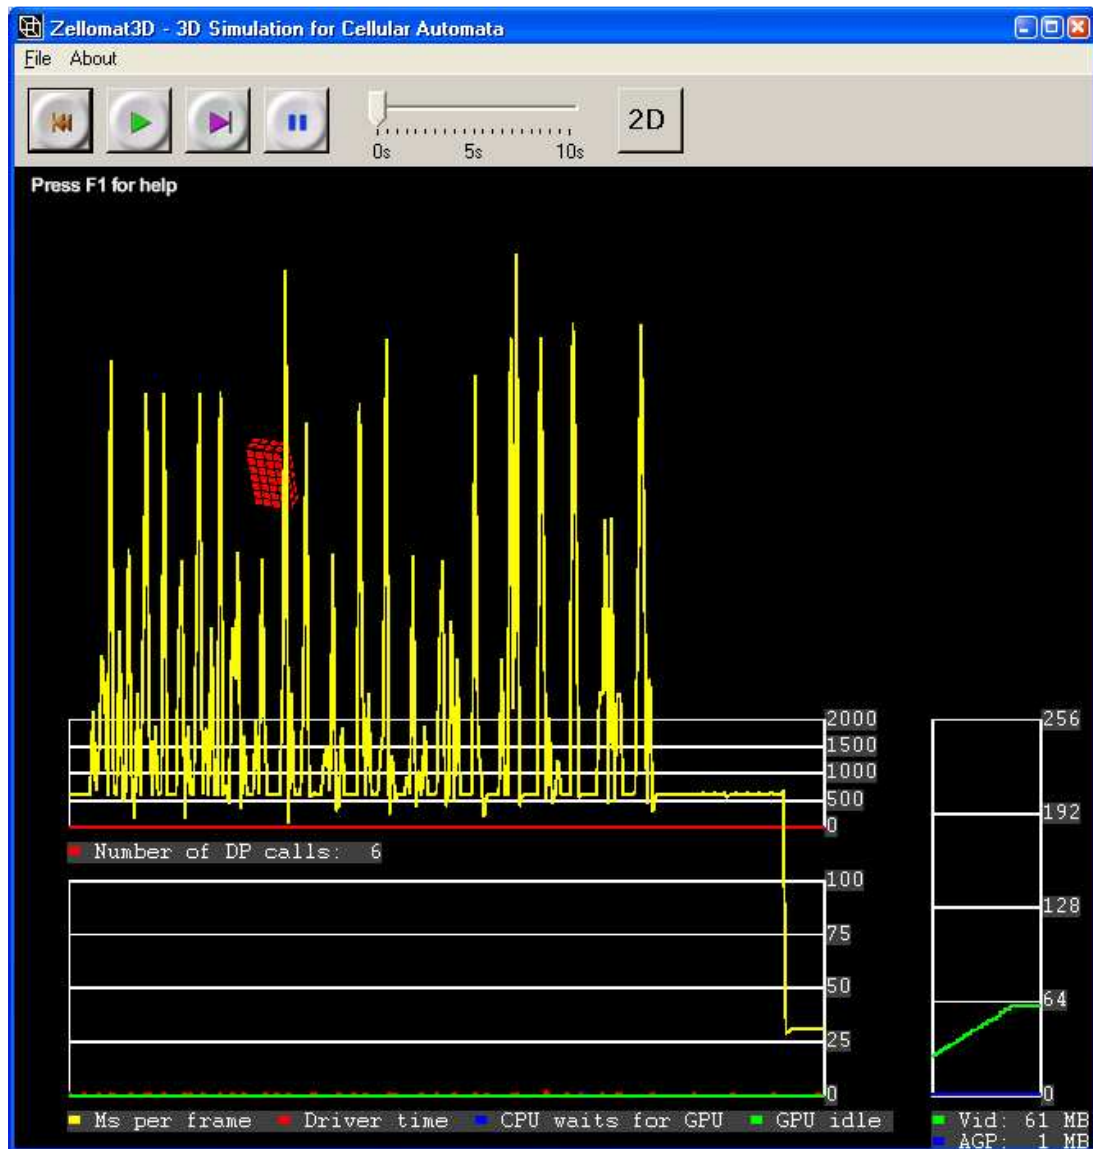 Zellomat3D - 3D Simulation for Cellular Automata
File About
2D
0s 5s 10s
Press F1 for help
2000
1500
1000
500
0
Number of DP calls: 6
100
75
50
25
0
Ms per frame Driver time CPU waits for GPU GPU idle
256
192
128
64
0
Vid: 61 MB
AGP: 1 MB